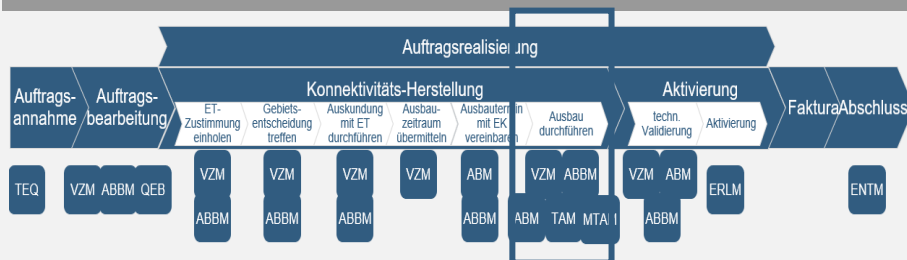 Auftragsrealisierung
Auftrags-
annahme
Auftrags-
bearbeitung
Konnektivitäts-Herstellung
Aktivierung
Faktura
Abschluss
ET-
Zustimmung
einholen
Gebiets-
entscheidung
treffen
Auskundung
mit ET
durchführen
Ausbau-
zeitraum
übermitteln
Ausbautermin
mit EK
vereinbaren
Ausbau
durchführen
techn.
Validierung
Aktivierung
TEQ
VZM ABBM QEB
VZM
ABBM
VZM
ABBM
VZM
ABBM
VZM
ABM
ABBM
VZM ABBM
ABM TAM MTAM
VZM ABM
ABBM
ERLM
ENTM